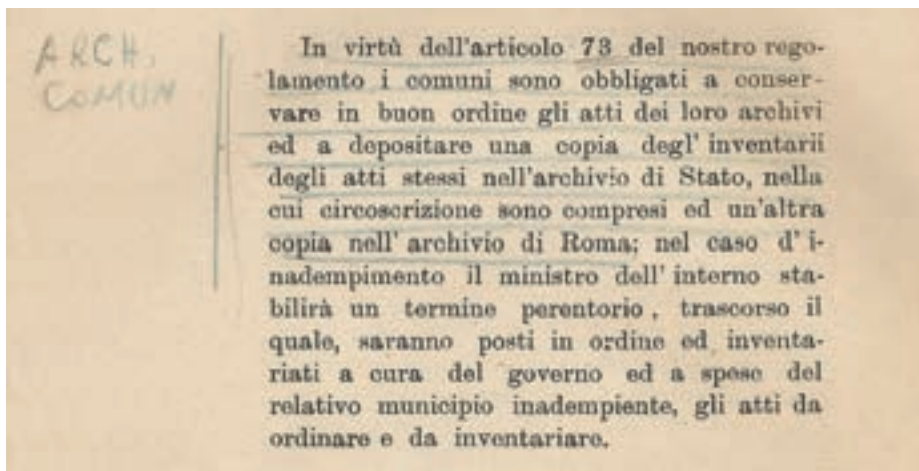 ARCH.
COMUN
In virtù dell'articolo 73 del nostro rego-
lamento i comuni sono obbligati a conser-
vare in buon ordine gli atti dei loro archivi
ed a depositare una copia degl' inventarii
degli atti stessi nell'archivio di Stato, nella
cui circoscrizione sono compresi ed un'altra
copia nell' archivio di Roma; nel caso d' i-
nadempimento il ministro dell' interno sta-
bilirà un termine perentorio, trascorso il
quale, saranno posti in ordine ed inventa-
riati a cura del governo ed a spese del
relativo municipio inadempiente, gli atti da
ordinare e da inventariare.